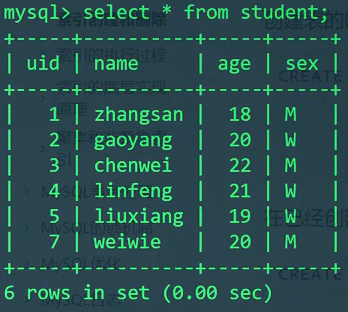 mysql> select * from student;
+-----+-----------+-----+-----+
| uid | name      | age | sex |
+-----+-----------+-----+-----+
|   1 | zhangsan  |  18 | M   |
|   2 | gaoyang   |  20 | W   |
|   3 | chenwei   |  22 | M   |
|   4 | linfeng   |  21 | W   |
|   5 | liuxiang  |  19 | W   |
|   7 | weiwie    |  20 | M   |
+-----+-----------+-----+-----+
6 rows in set (0.00 sec)